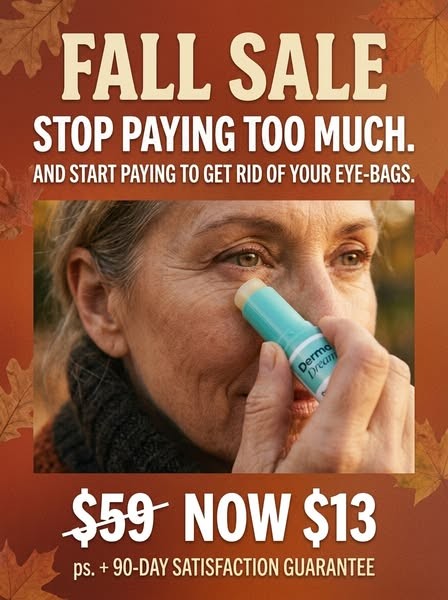 FALL SALE
STOP PAYING TOO MUCH.
AND START PAYING TO GET RID OF YOUR EYE-BAGS.
Derma
Dream
$59 NOW $13
ps. + 90-DAY SATISFACTION GUARANTEE